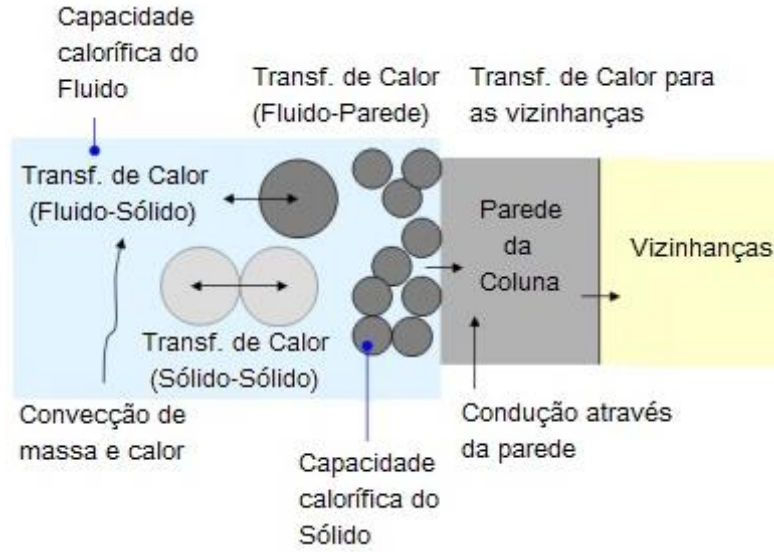 Capacidade
calorífica do
Fluido
Transf. de Calor
(Fluido-Parede)
Transf. de Calor para
as vizinhanças
Transf. de Calor
(Fluido-Sólido)
Parede
da
Coluna
Vizinhanças
Transf. de Calor
(Sólido-Sólido)
Convecção de
massa e calor
Condução através
da parede
Capacidade
calorífica do
Sólido